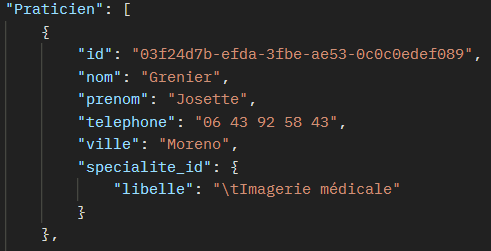 "Praticien": [
{
"id": "03f24d7b-efda-3fbe-ae53-0c0c0edef089",
"nom": "Grenier",
"prenom": "Josette",
"telephone": "06 43 92 58 43",
"ville": "Moreno",
"specialite_id": {
"libelle": "\tImagerie médicale"
}
},